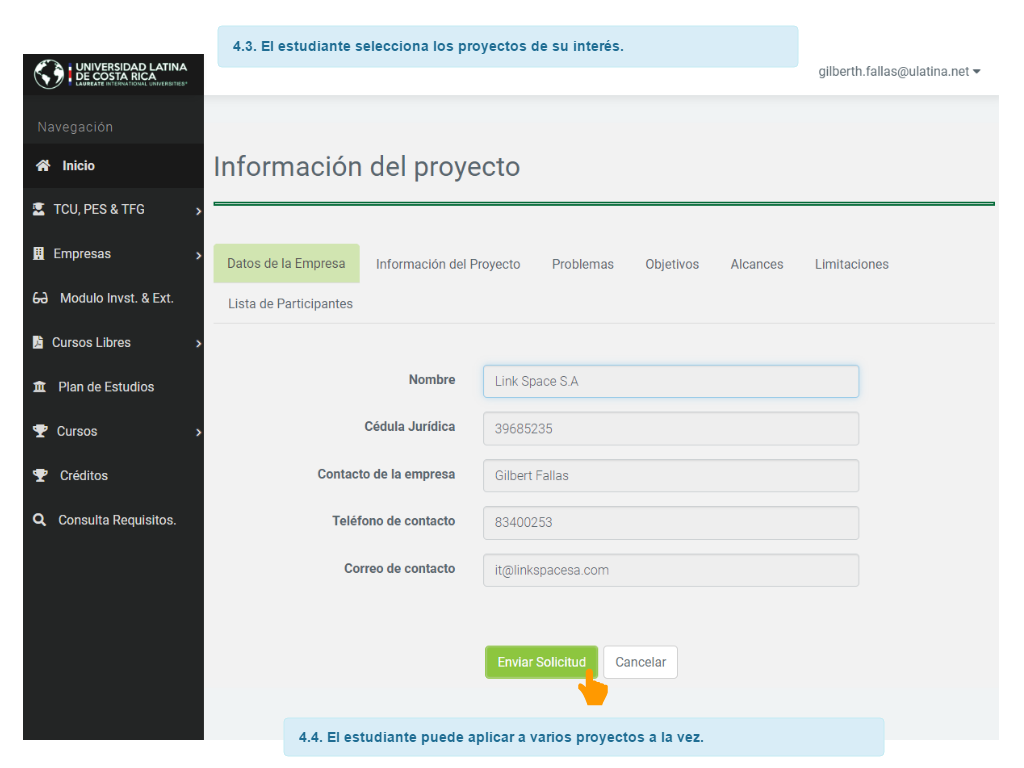 4.3. El estudiante selecciona los proyectos de su interés.
UNIVERSIDAD LATINA
DE COSTA RICA
LAUREATE INTERNATIONAL UNIVERSITIES®
gilberth.fallas@ulatina.net
Navegación
Inicio
TCU, PES & TFG
Empresas
Modulo Invst. & Ext.
Cursos Libres
Plan de Estudios
Cursos
Créditos
Consulta Requisitos.
Información del proyecto
Datos de la Empresa Información del Proyecto Problemas Objetivos Alcances Limitaciones
Lista de Participantes
Nombre Link Space S.A
Cédula Jurídica 39685235
Contacto de la empresa Gilbert Fallas
Teléfono de contacto 83400253
Correo de contacto it@linkspacesa.com
Enviar Solicitud Cancelar
4.4. El estudiante puede aplicar a varios proyectos a la vez.